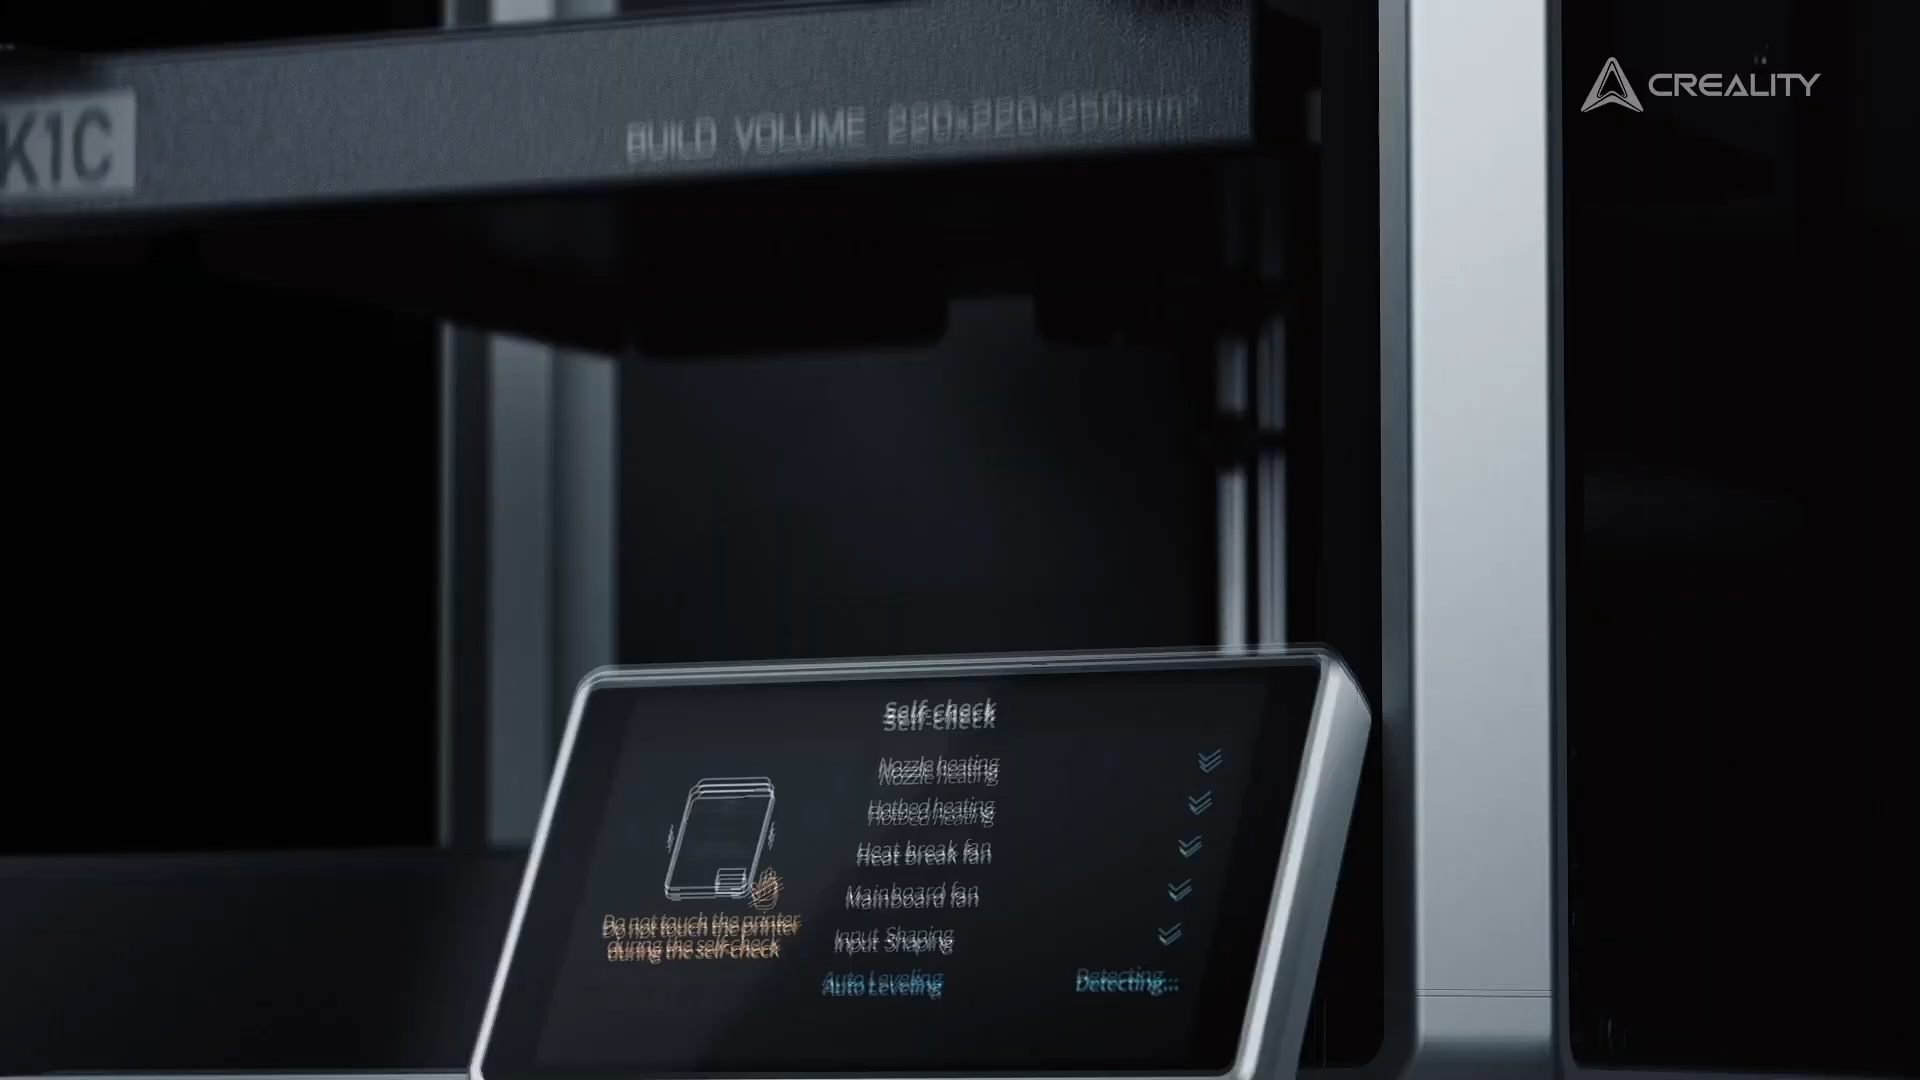 CREALITY
K1C
BUILD VOLUME 220x220x250mm³
Self-check
Nozzle heating
Hotbed heating
Heat break fan
Mainboard fan
Input Shaping
Auto Leveling Detecting...
Do not touch the printer
during the self-check